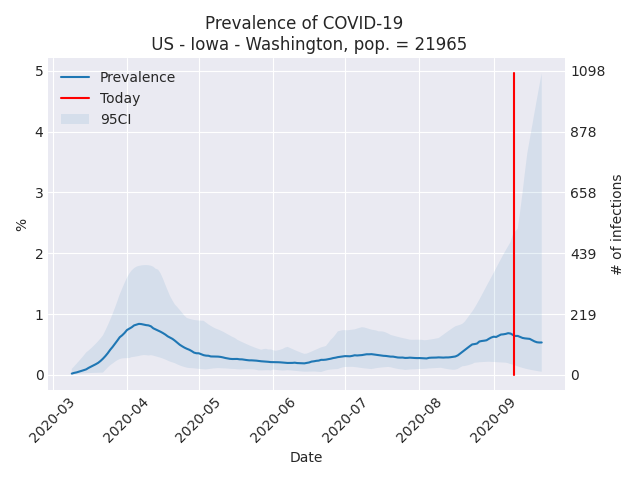 Prevalence of COVID-19
US - Iowa - Washington, pop. = 21965
Prevalence
Today
95CI
%
5
4
3
2
1
0
1098
878
658
439
219
0
# of infections
2020-03
2020-04
2020-05
2020-06
2020-07
2020-08
2020-09
Date